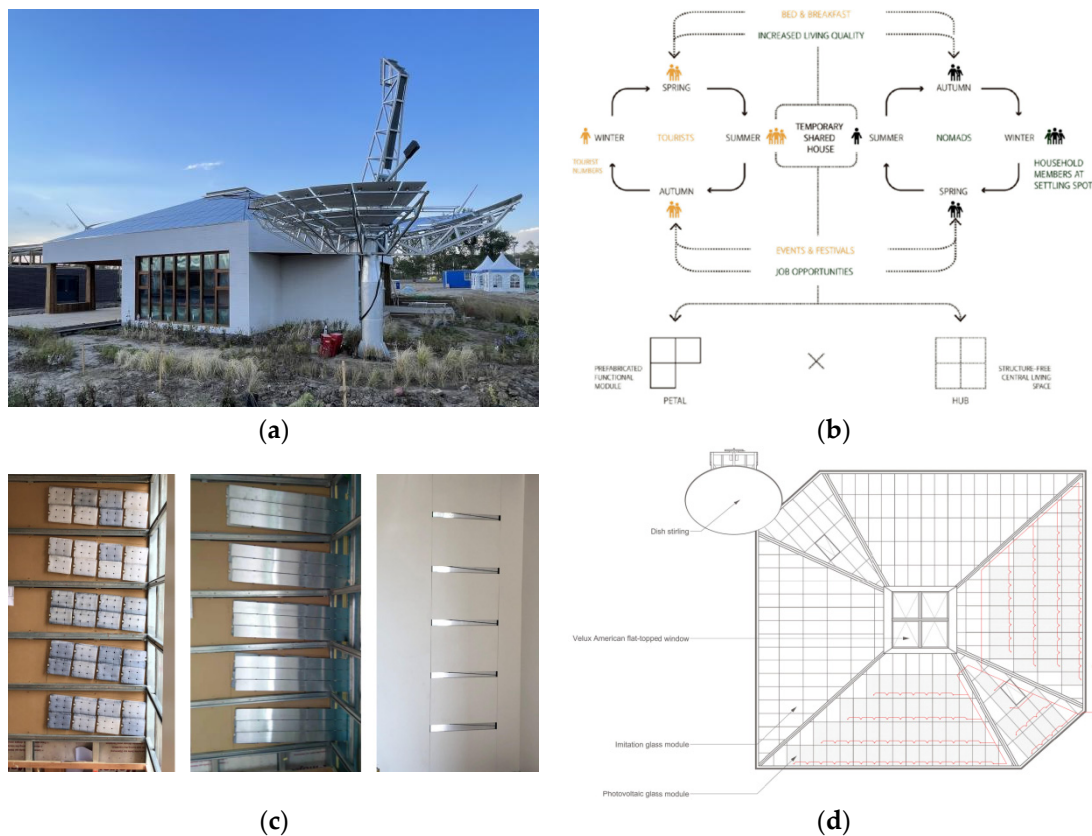 BED & BREAKFAST
INCREASED LIVING QUALITY
SPRING
AUTUMN
WINTER
TOURISTS
SUMMER
TEMPORARY
SHARED
HOUSE
SUMMER
NOMADS
WINTER
TOURIST
NUMBERS
HOUSEHOLD
MEMBERS AT
SETTLING SPOT
AUTUMN
SPRING
EVENTS & FESTIVALS
JOB OPPORTUNITIES
PREFABRICATED
FUNCTIONAL
MODULE
STRUCTURE-FREE
CENTRAL LIVING
SPACE
PETAL
HUB
(a)
(b)
Dish stirling
Velux American flat-topped window
Imitation glass module
Photovoltaic glass module
(c)
(d)